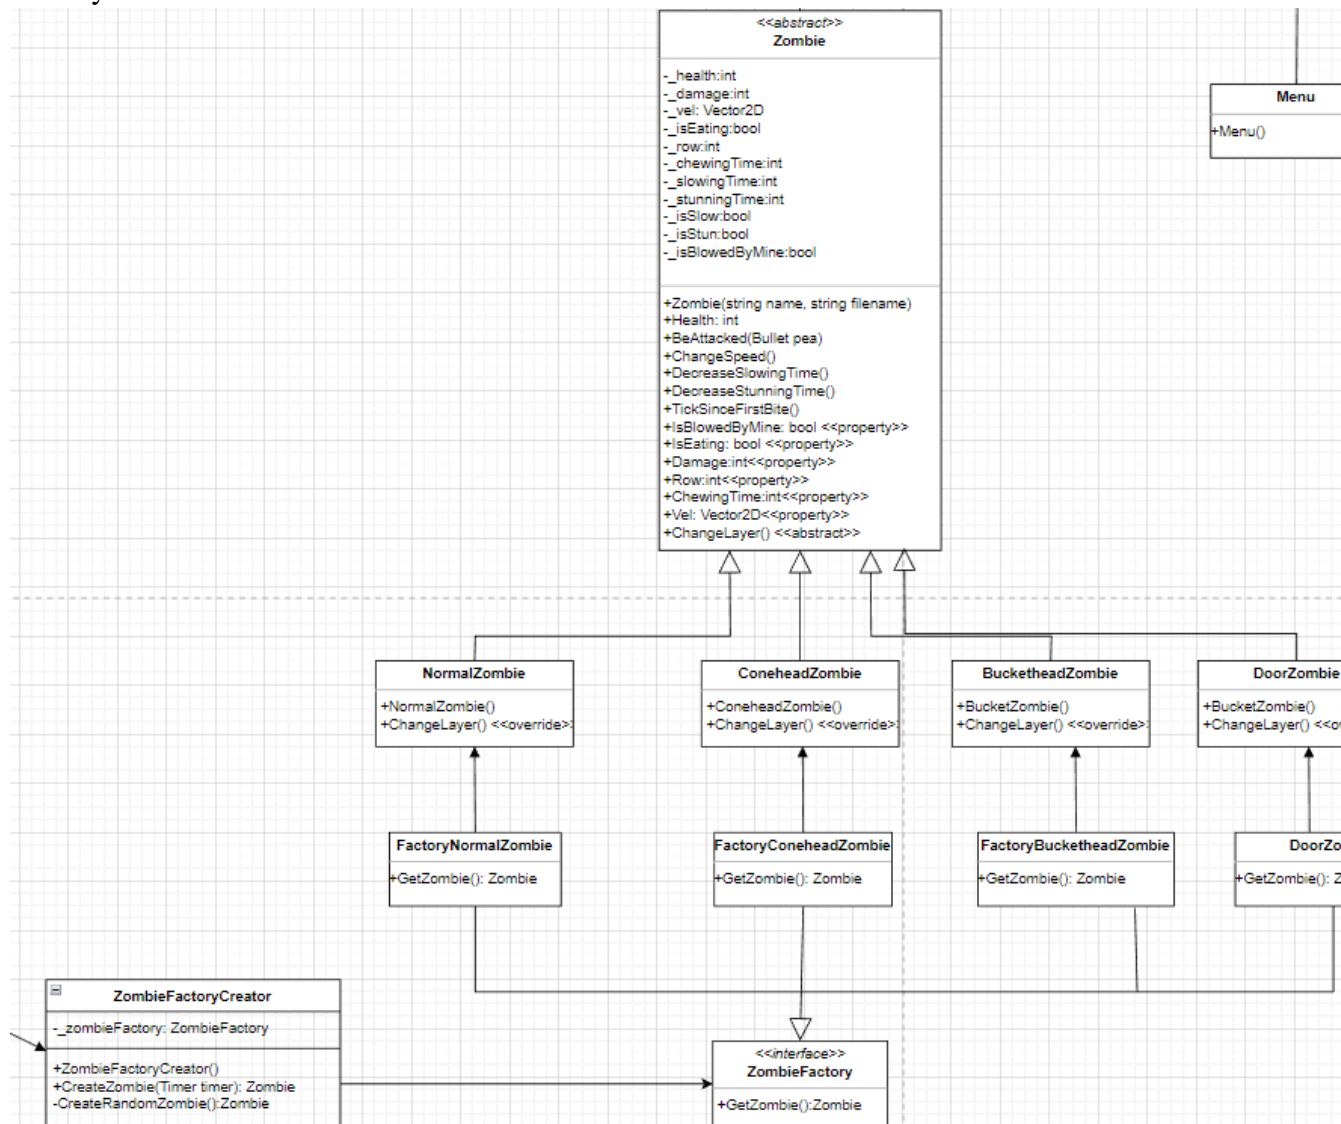 <<abstract>>
Zombie
-_health:int
-_damage:int
-_vel: Vector2D
-_isEating:bool
-_row:int
-_chewingTime:int
-_slowingTime:int
-_stunningTime:int
-_isSlow:bool
-_isStun:bool
-_isBlowedByMine:bool
+Zombie(string name, string filename)
+Health: int
+BeAttacked(Bullet pea)
+ChangeSpeed()
+DecreaseSlowingTime()
+DecreaseStunningTime()
+TickSinceFirstBite()
+IsBlowedByMine: bool <<property>>
+IsEating: bool <<property>>
+Damage:int<<property>>
+Row:int<<property>>
+ChewingTime:int<<property>>
+Vel: Vector2D<<property>>
+ChangeLayer() <<abstract>>
Menu
+Menu()
NormalZombie
+NormalZombie()
+ChangeLayer() <<override>>
ConeheadZombie
+ConeheadZombie()
+ChangeLayer() <<override>
BucketheadZombie
+BucketZombie()
+ChangeLayer() <<override>
DoorZombie
+BucketZombie()
+ChangeLayer() <<o
FactoryNormalZombie
+GetZombie(): Zombie
FactoryConeheadZombie
+GetZombie(): Zombie
FactoryBucketheadZombie
+GetZombie(): Zombie
DoorZo
+GetZombie(): Z
ZombieFactoryCreator
-_zombieFactory: ZombieFactory
+ZombieFactoryCreator()
+CreateZombie(Timer timer): Zombie
-CreateRandomZombie():Zombie
<<interface>>
ZombieFactory
+GetZombie():Zombie